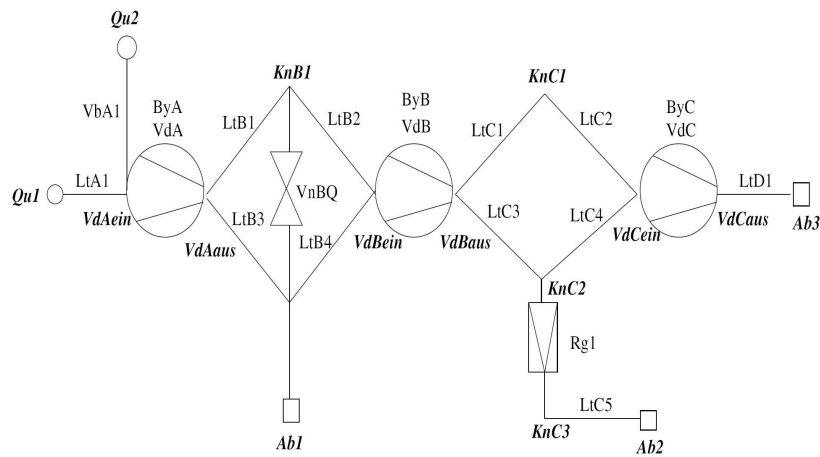 Qu2
KnB1
KnC1
VbA1
ByA
VdA
LtB1
LtB2
ByB
VdB
LtC1
LtC2
ByC
VdC
LtA1
VnBQ
LtD1
Qu1
VdAein
LtB3
LtC3
LtC4
VdAaus
LtB4
VdBein
VdBaus
VdCein
VdCaus
Ab3
KnC2
Rg1
LtC5
Ab1
KnC3
Ab2